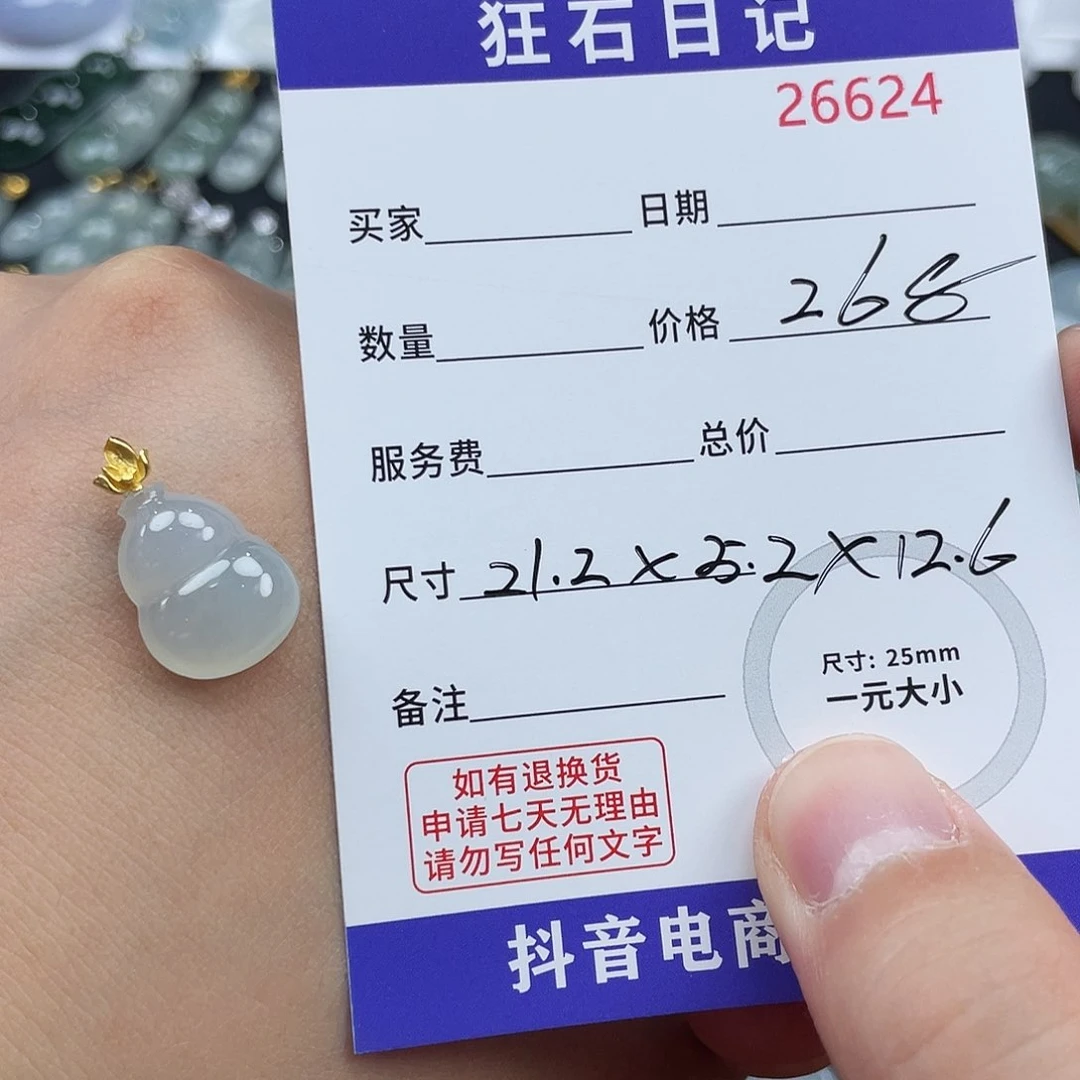 狂石日记
26624
买家 日期
数量 价格 268
服务费 总价
尺寸 21.2×25.2×12.6
尺寸: 25mm
一元大小
备注
如有退换货
申请七天无理由
请勿写任何文字
抖音电商